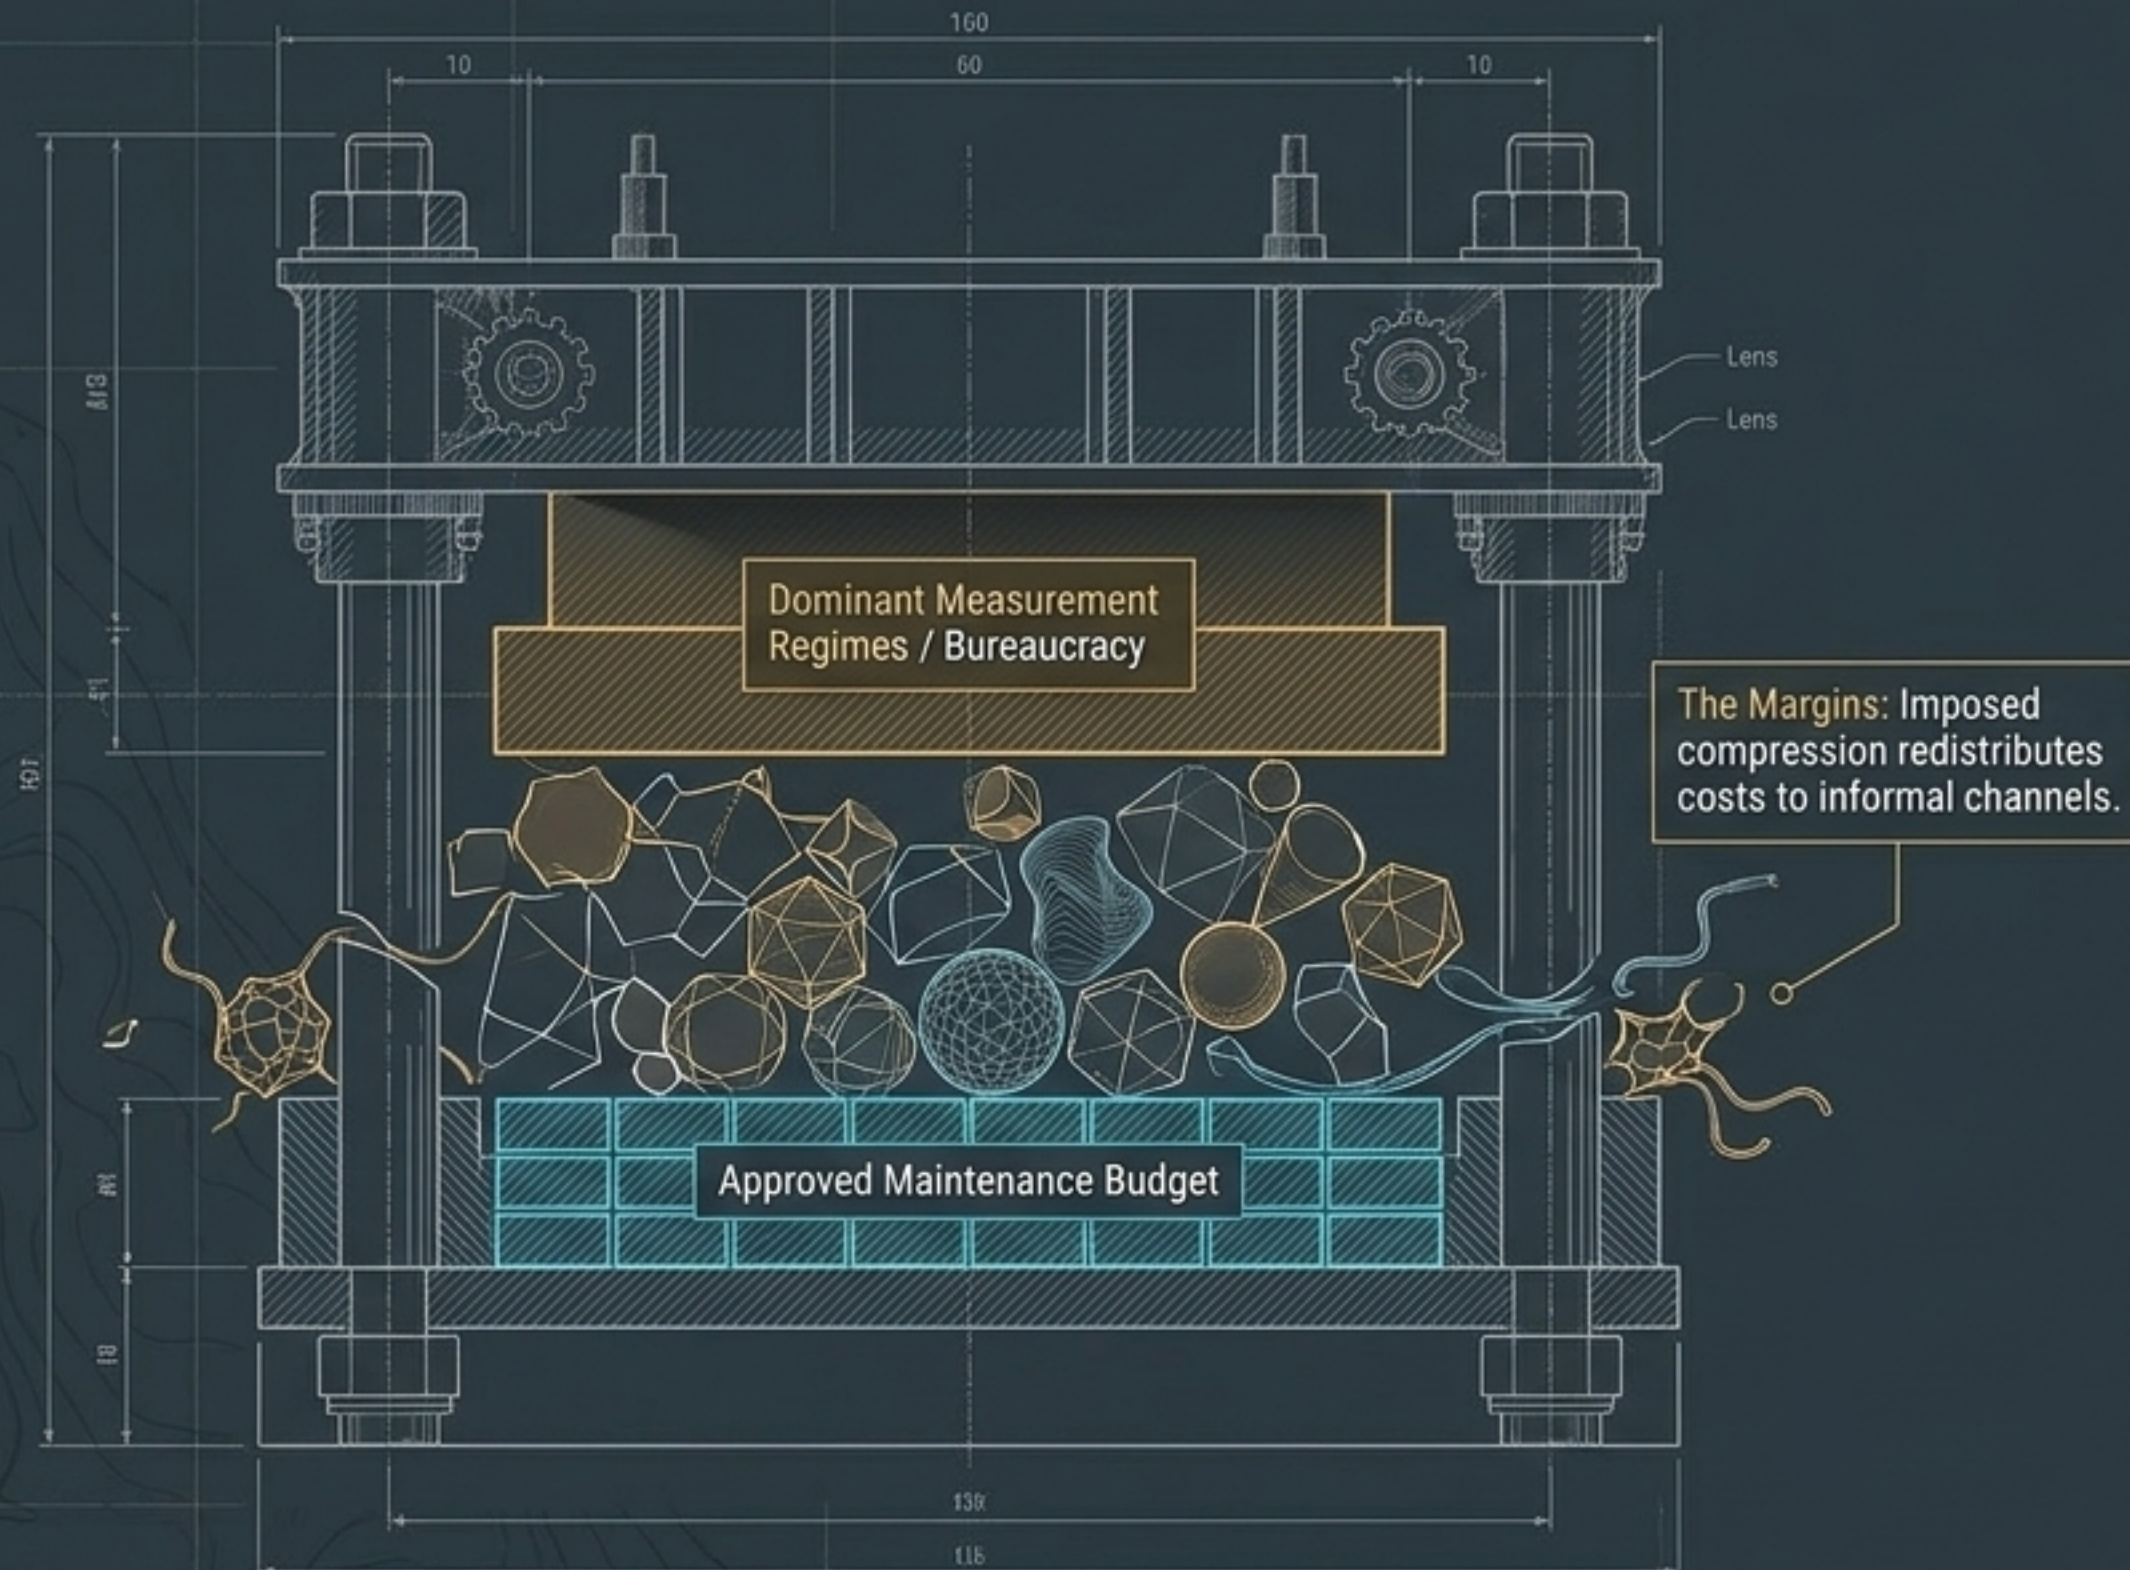 160
10
60
10
Lens
Lens
Dominant Measurement
Regimes / Bureaucracy
The Margins: Imposed
compression redistributes
costs to informal channels.
Approved Maintenance Budget